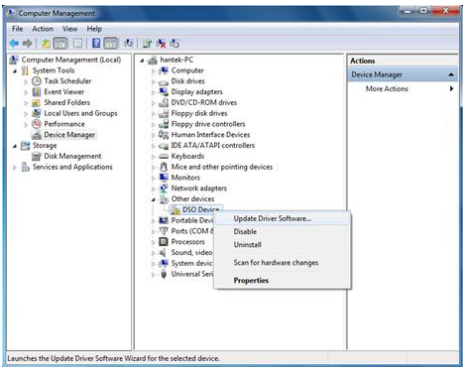 Computer Management
File Action View Help
Computer Management (Local)
System Tools
Task Scheduler
Event Viewer
Shared Folders
Local Users and Groups
Performance
Device Manager
Storage
Disk Management
Services and Applications
hantek-PC
Computer
Disk drives
Display adapters
DVD/CD-ROM drives
Floppy disk drives
Floppy drive controllers
Human Interface Devices
IDE ATA/ATAPI controllers
Keyboards
Mice and other pointing devices
Monitors
Network adapters
Other devices
DSO Device
Portable Devi
Ports (COM &
Processors
Sound, video
System devic
Universal Seri
Update Driver Software...
Disable
Uninstall
Scan for hardware changes
Properties
Actions
Device Manager
More Actions
Launches the Update Driver Software Wizard for the selected device.